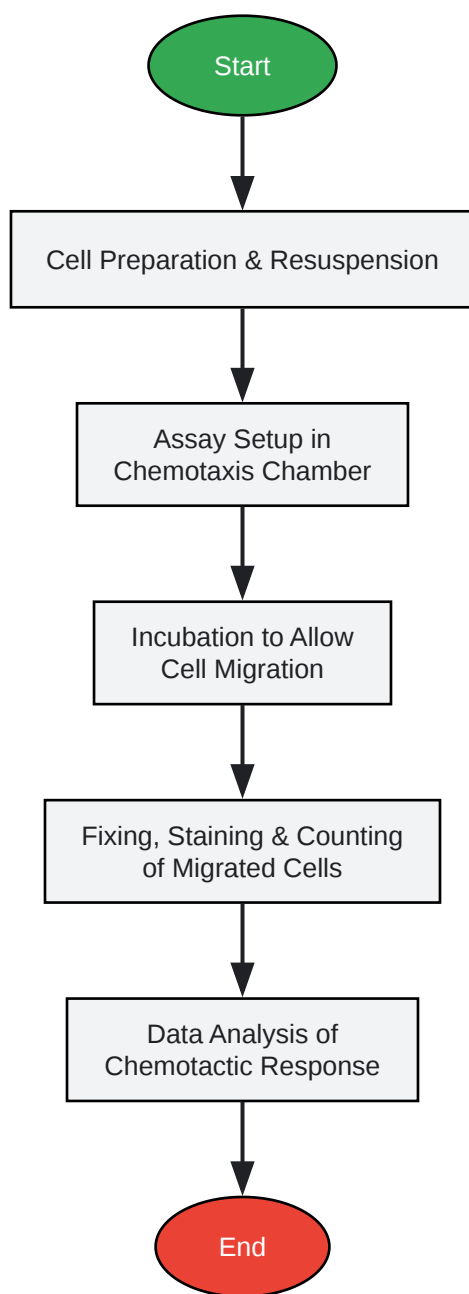 Start
Cell Preparation & Resuspension
Assay Setup in
Chemotaxis Chamber
Incubation to Allow
Cell Migration
Fixing, Staining & Counting
of Migrated Cells
Data Analysis of
Chemotactic Response
End